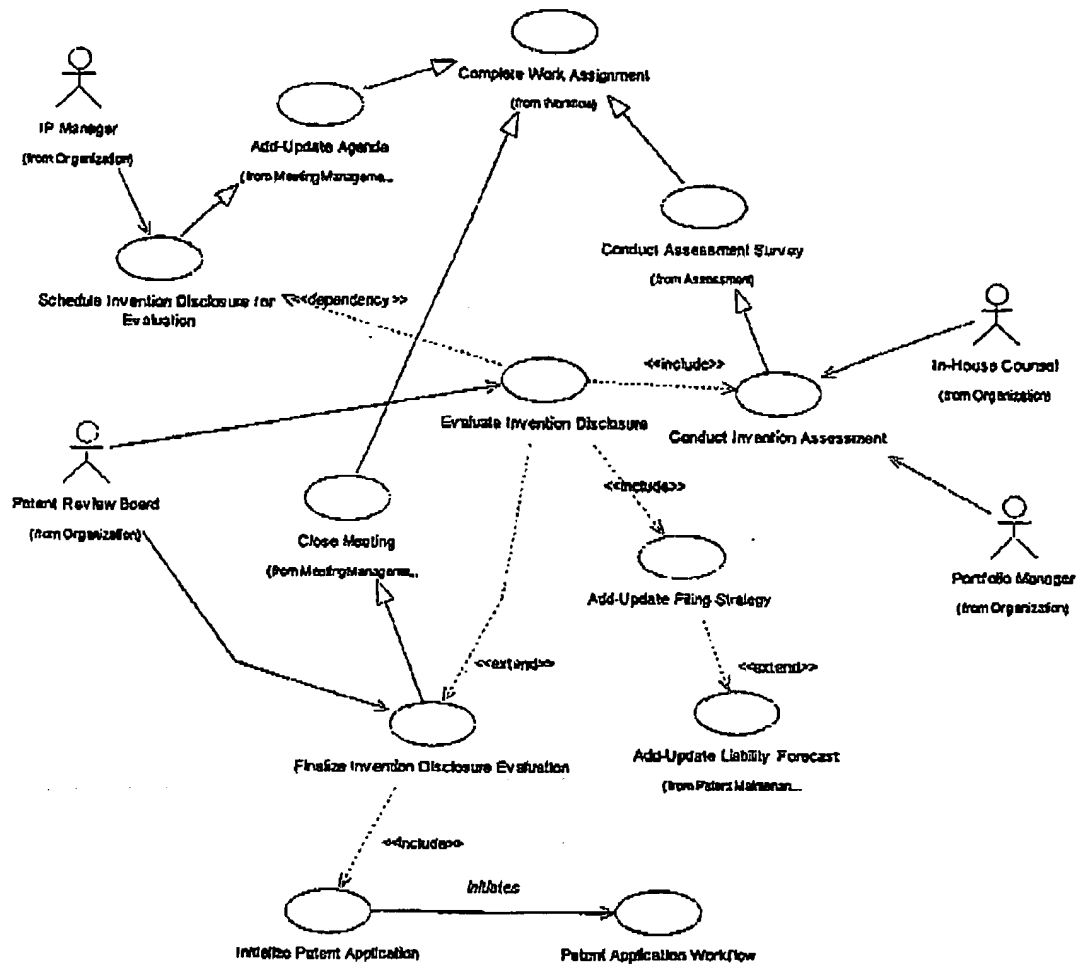 Complete Work Assignment
(from Workflow)
IP Manager
(from Organization)
Add-Update Agenda
(from Meeting Manageme...
Conduct Assessment Survey
(from Assessment)
Schedule Invention Disclosure for
Evaluation
<<dependency>>
<<include>>
In-House Counsel
(from Organization)
Evaluate Invention Disclosure
Conduct Invention Assessment
Patent Review Board
(from Organization)
<<include>>
Close Meeting
(from Meeting Manageme...
Portfolio Manager
(from Organization)
Add-Update Filing Strategy
<<extend>>
<<extend>>
Finalize Invention Disclosure Evaluation
Add-Update Liability Forecast
(from Patent Maintenan...
<<include>>
initiates
Initialize Patent Application
Patent Application Workflow